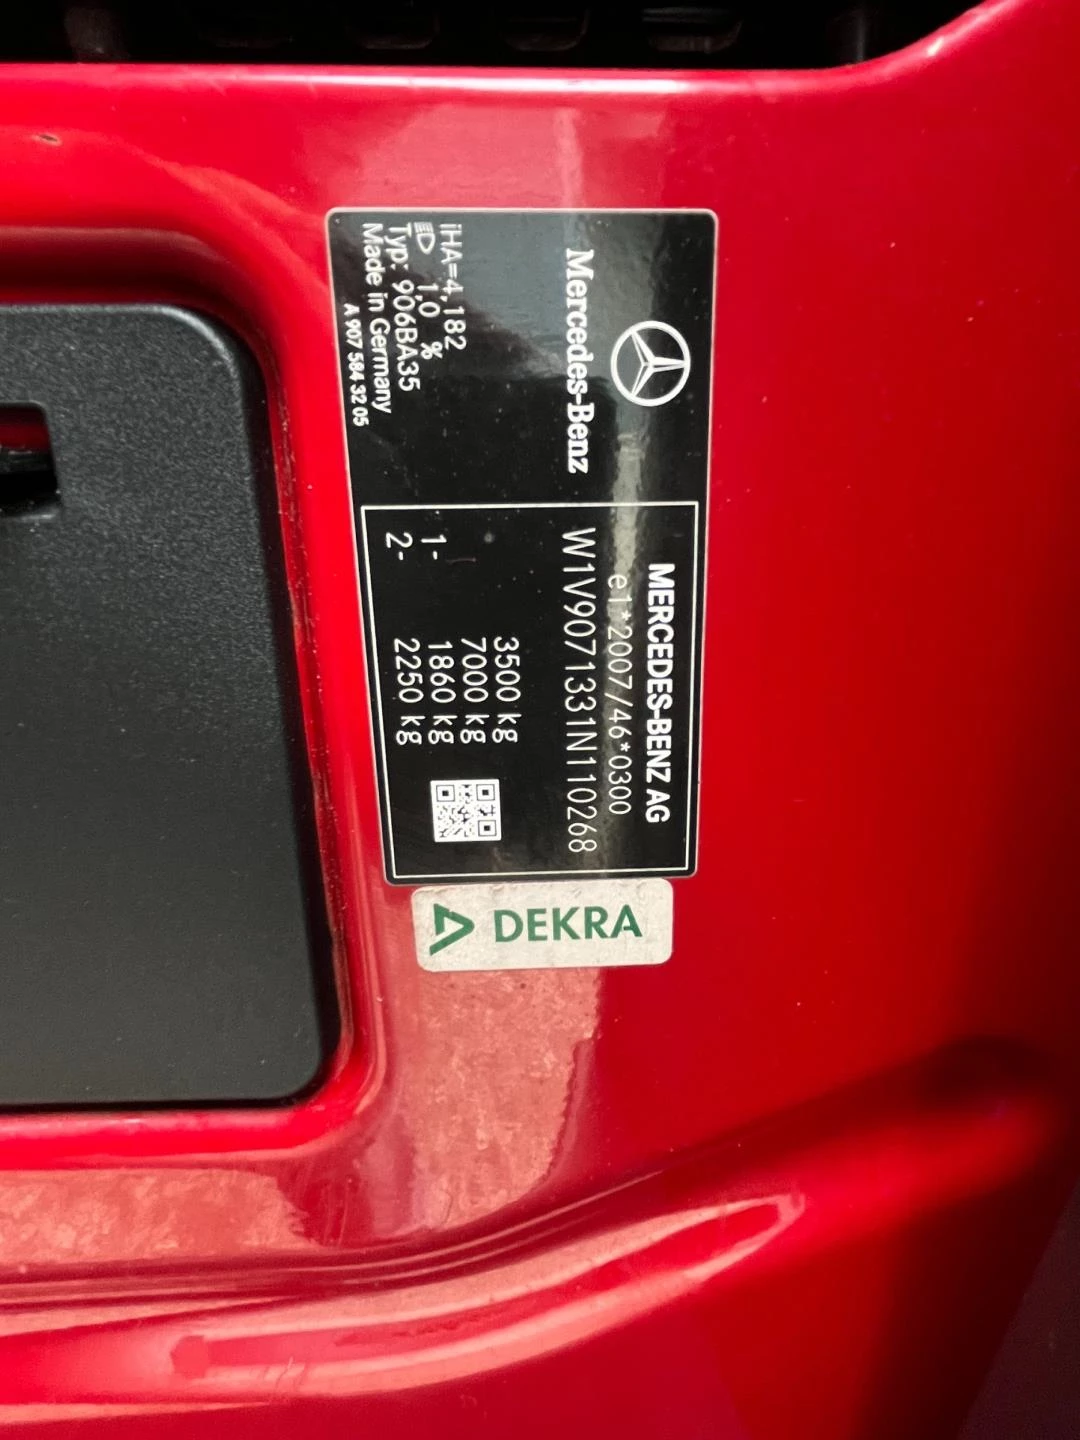 Mercedes-Benz
iHA=4,182
1,0 %
Typ: 906BA35
Made in Germany
A 907 584 32 05
MERCEDES-BENZ AG
e1*2007/46*0300
W1V9071331N110268
3500 kg
7000 kg
1- 1860 kg
2- 2250 kg
DEKRA